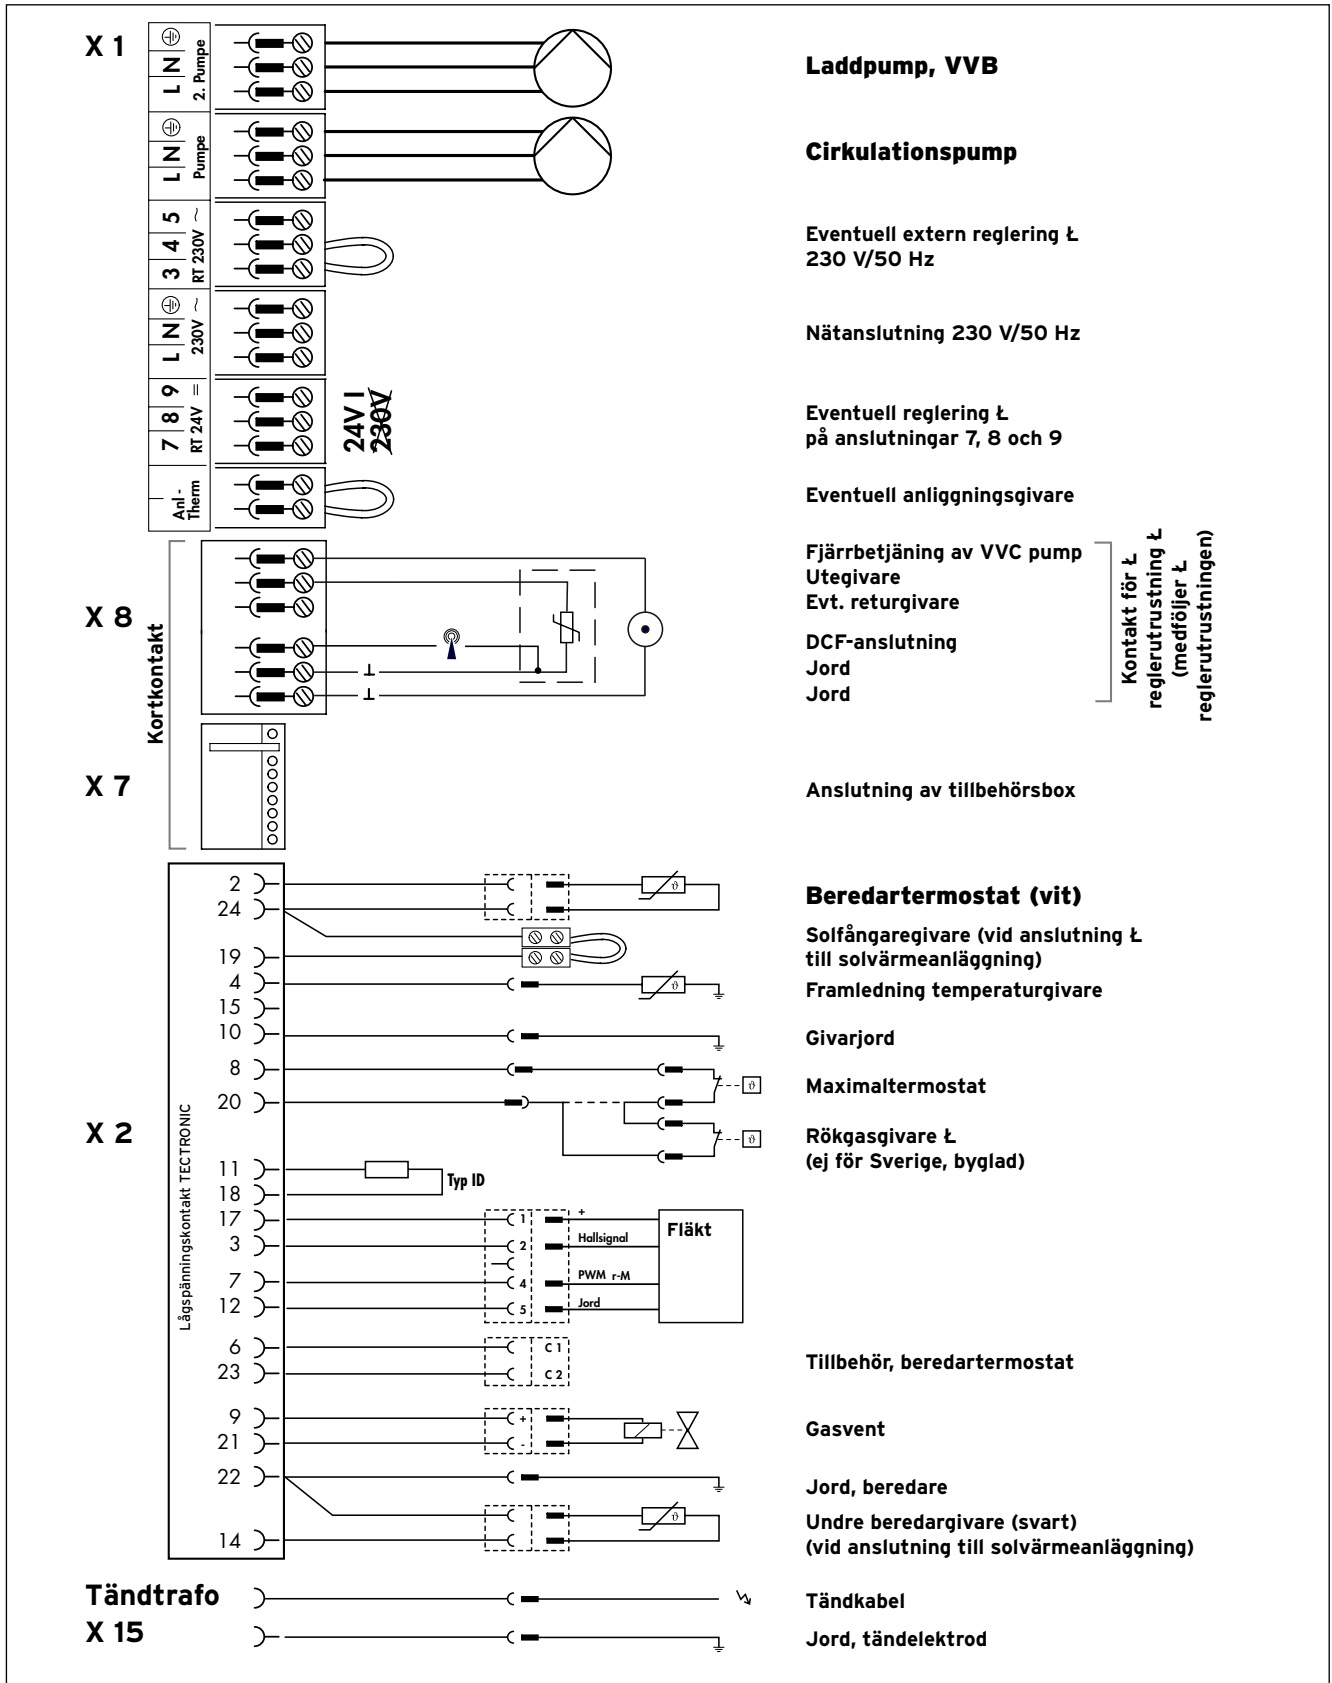 X 1
L N
2. Pumpe
Laddpump, VVB
L N
Pumpe
Cirkulationspump
3 4 5
RT 230V ~
Eventuell extern reglering Ł
230 V/50 Hz
L N
230V ~
Nätanslutning 230 V/50 Hz
7 8 9
RT 24V =
24V I
230V
Eventuell reglering Ł
på anslutningar 7, 8 och 9
Anl -
Therm
Eventuell anliggningsgivare
X 8
Kortkontakt
Fjärrbetjäning av VVC pump
Utegivare
Evt. returgivare
DCF-anslutning
Jord
Jord
Kontakt för Ł
reglerutrustning Ł
(medföljer Ł
reglerutrustningen)
X 7
Anslutning av tillbehörsbox
X 2
Lågspänningskontakt TECTRONIC
2
ϑ
Beredartermostat (vit)
24
Solfångaregivare (vid anslutning Ł
till solvärmeanläggning)
19
4
ϑ
Framledning temperaturgivare
15
10
Givarjord
8
ϑ
Maximaltermostat
20
ϑ
Rökgasgivare Ł
(ej för Sverige, byglad)
11
Typ ID
18
17
1
+
Fläkt
3
2
Hallsignal
7
4
PWM r-M
12
5
Jord
6
C 1
23
C 2
Tillbehör, beredartermostat
9
+
21
-
Gasvent
22
Jord, beredare
ϑ
Undre beredargivare (svart)
(vid anslutning till solvärmeanläggning)
14
Tändtrafo
Tändkabel
X 15
Jord, tändelektrod